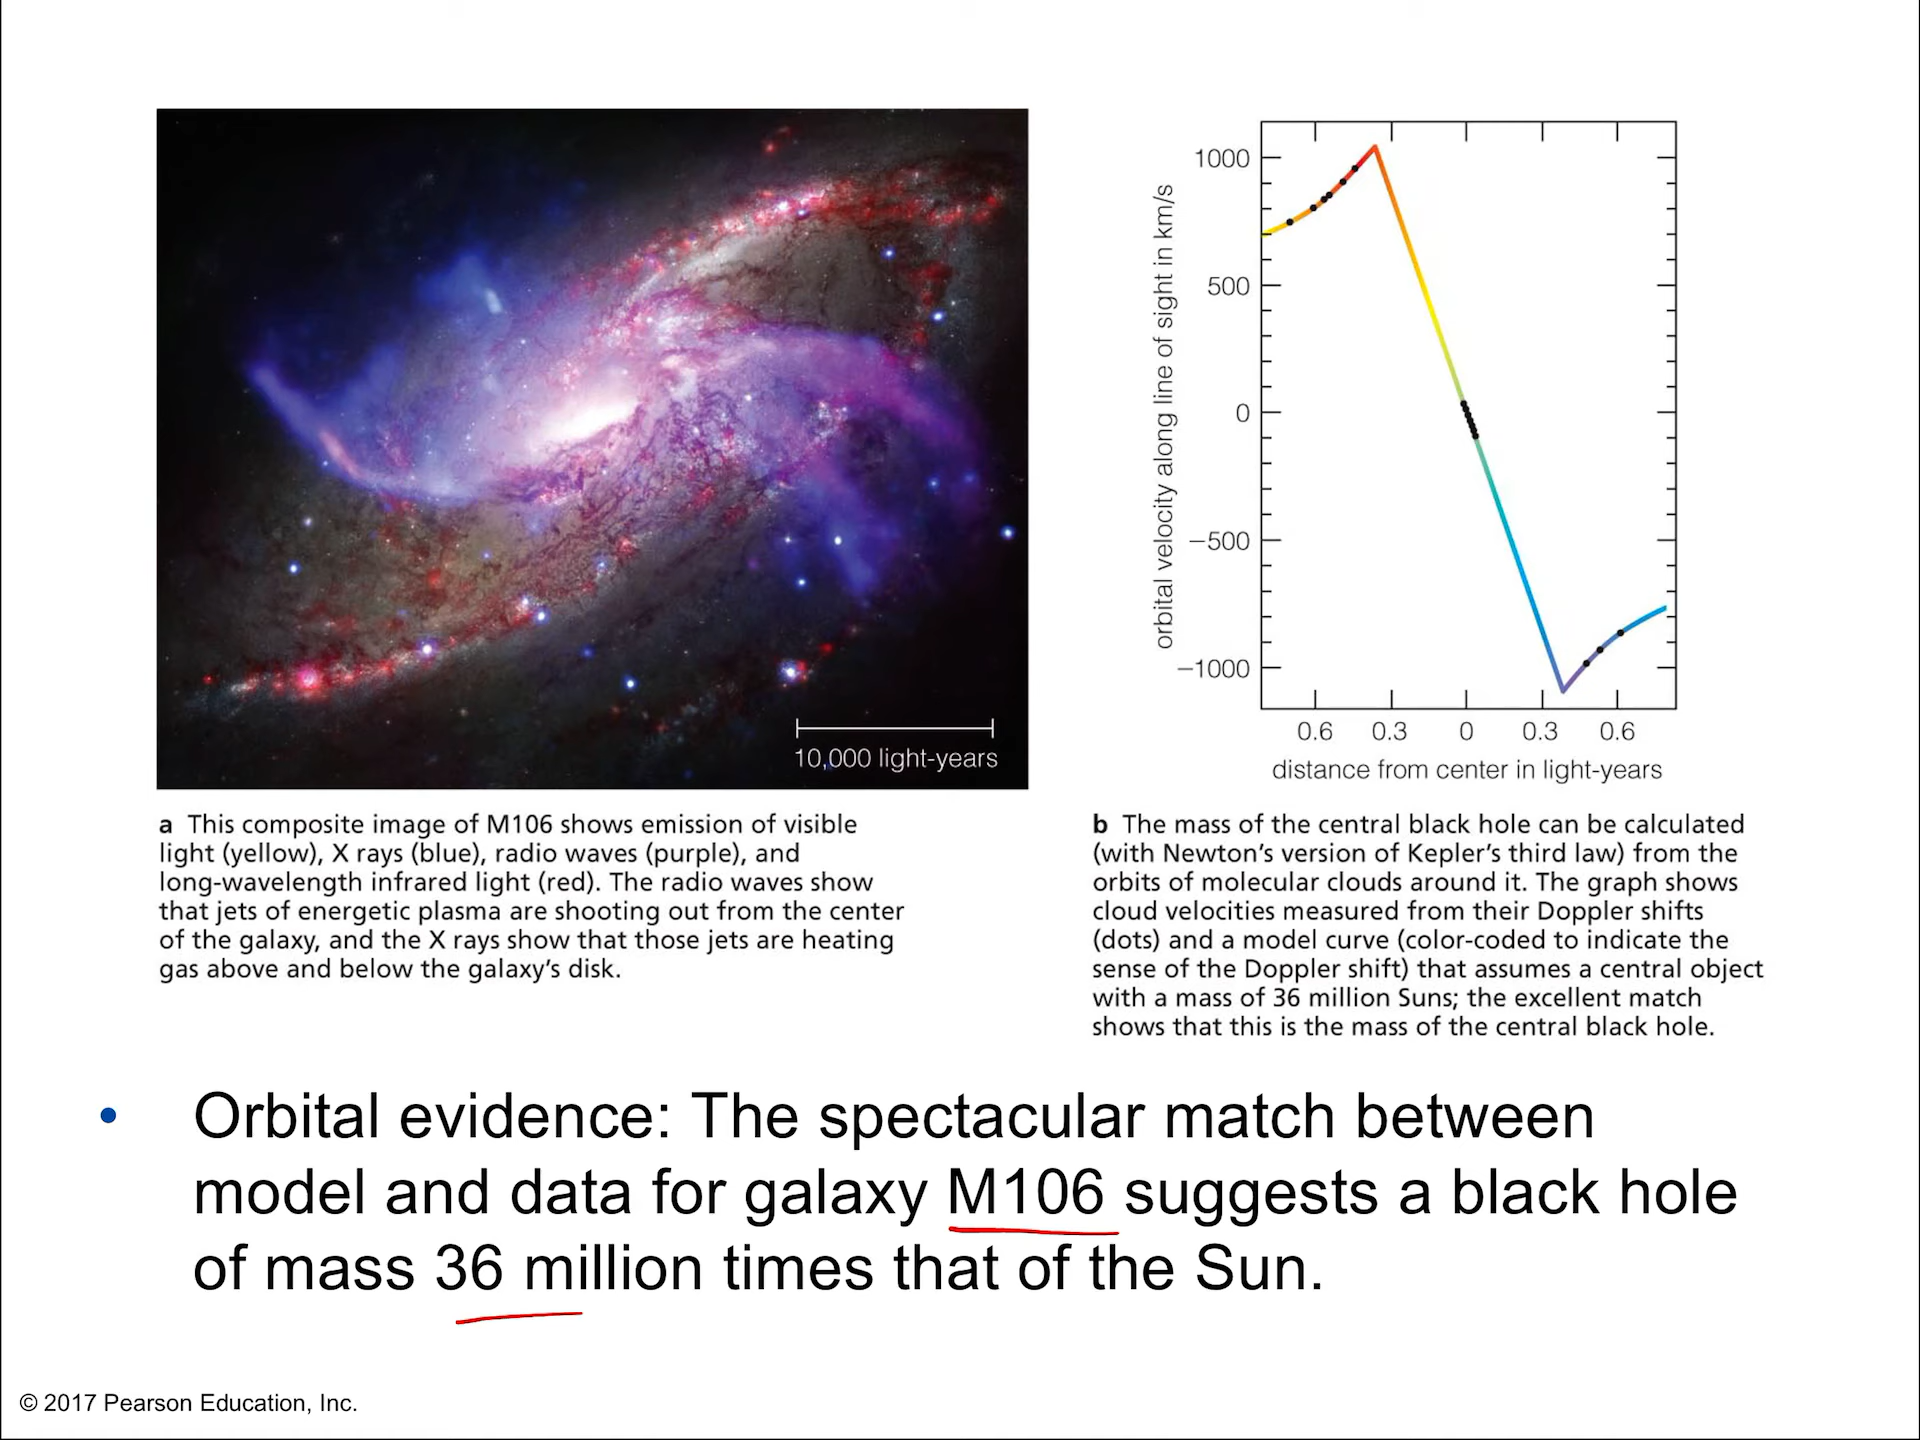 10,000 light-years
orbital velocity along line of sight in km/s
1000
500
0
−500
−1000
0.6 0.3 0 0.3 0.6
distance from center in light-years
a This composite image of M106 shows emission of visible
light (yellow), X rays (blue), radio waves (purple), and
long-wavelength infrared light (red). The radio waves show
that jets of energetic plasma are shooting out from the center
of the galaxy, and the X rays show that those jets are heating
gas above and below the galaxy’s disk.
b The mass of the central black hole can be calculated
(with Newton’s version of Kepler’s third law) from the
orbits of molecular clouds around it. The graph shows
cloud velocities measured from their Doppler shifts
(dots) and a model curve (color-coded to indicate the
sense of the Doppler shift) that assumes a central object
with a mass of 36 million Suns; the excellent match
shows that this is the mass of the central black hole.
• Orbital evidence: The spectacular match between
model and data for galaxy M106 suggests a black hole
of mass 36 million times that of the Sun.
© 2017 Pearson Education, Inc.